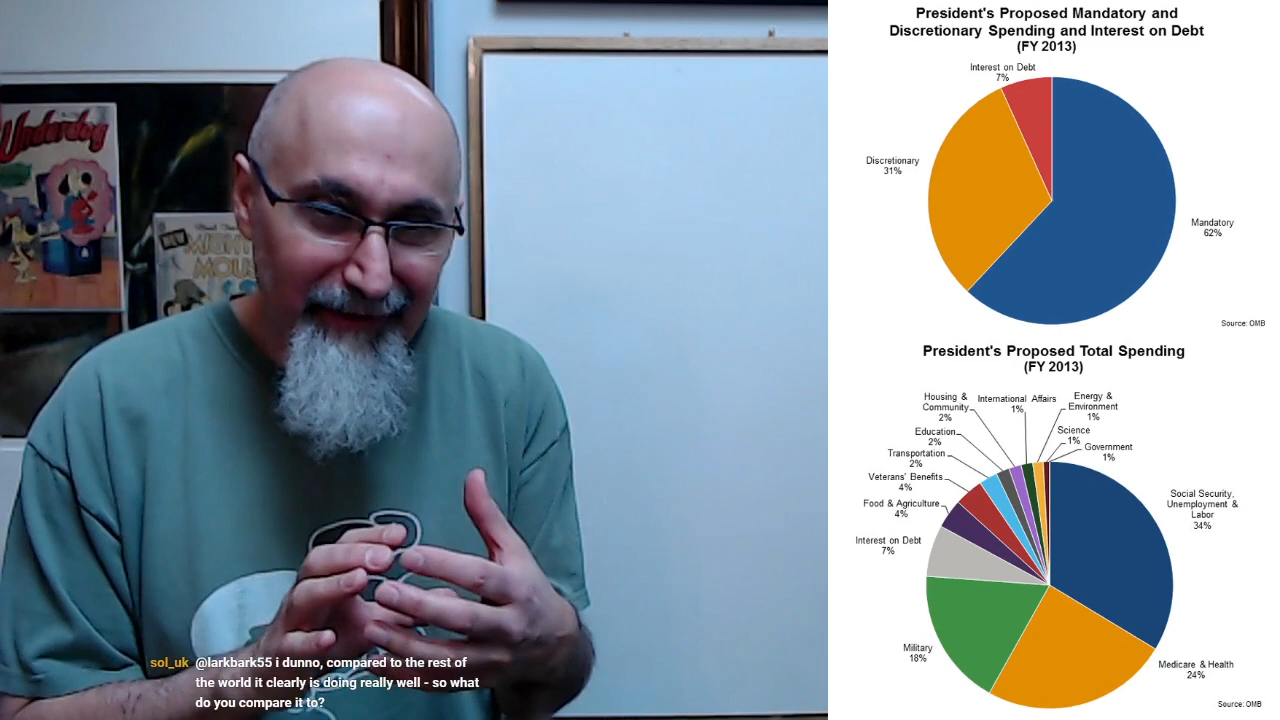 Underdog
NEW
MIGHTY
MOUSE
sol_uk @larkbark55 i dunno, compared to the rest of
the world it clearly is doing really well - so what
do you compare it to?
President's Proposed Mandatory and
Discretionary Spending and Interest on Debt
(FY 2013)
Interest on Debt
7%
Discretionary
31%
Mandatory
62%
Source: OMB
President's Proposed Total Spending
(FY 2013)
Housing &
Community
2%
International Affairs
1%
Energy &
Environment
1%
Education
2%
Science
1%
Transportation
2%
Government
1%
Veterans' Benefits
4%
Food & Agriculture
4%
Social Security,
Unemployment &
Labor
34%
Interest on Debt
7%
Military
18%
Medicare & Health
24%
Source: OMB